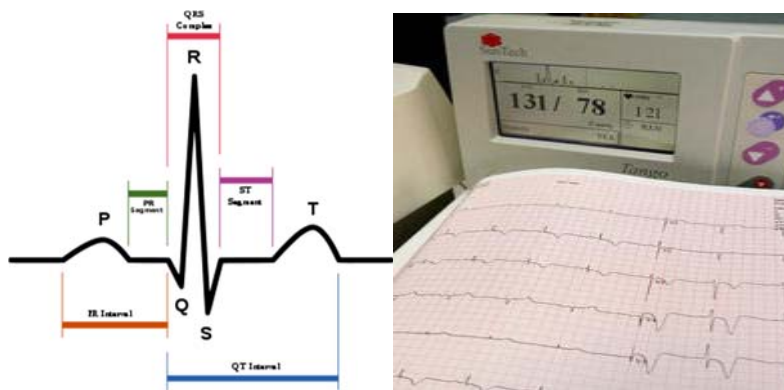 QRS
Complex
R
PR
Segment
ST
Segment
P
T
Q
S
PR Interval
QT Interval
SunTech
131/ 78
121
Tango